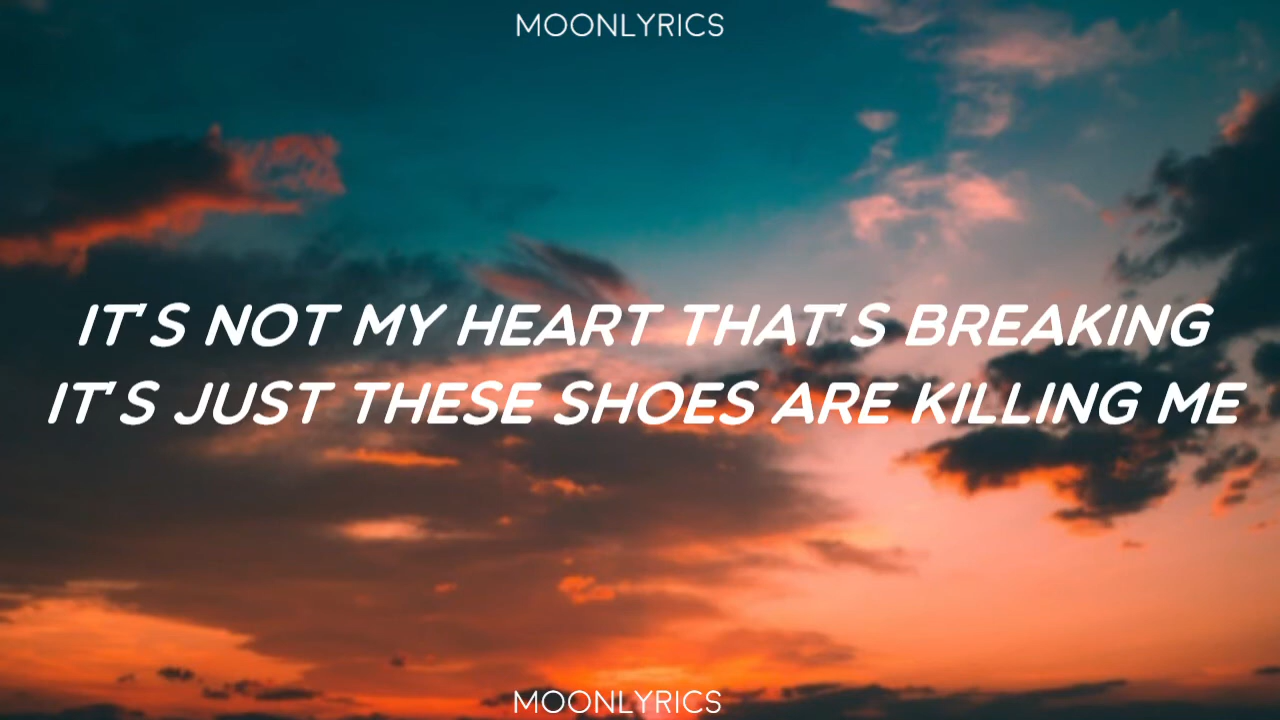 MOONLYRICS
IT'S NOT MY HEART THAT'S BREAKING
IT'S JUST THESE SHOES ARE KILLING ME
MOONLYRICS